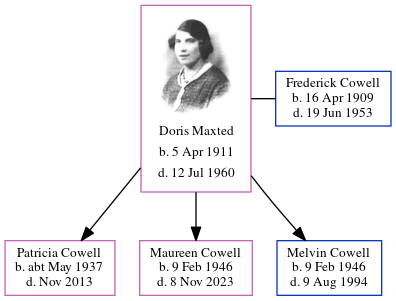 Doris Maxted
b. 5 Apr 1911
d. 12 Jul 1960
Frederick Cowell
b. 16 Apr 1909
d. 19 Jun 1953
Patricia Cowell
b. abt May 1937
d. Nov 2013
Maureen Cowell
b. 9 Feb 1946
d. 8 Nov 2023
Melvin Cowell
b. 9 Feb 1946
d. 9 Aug 1994